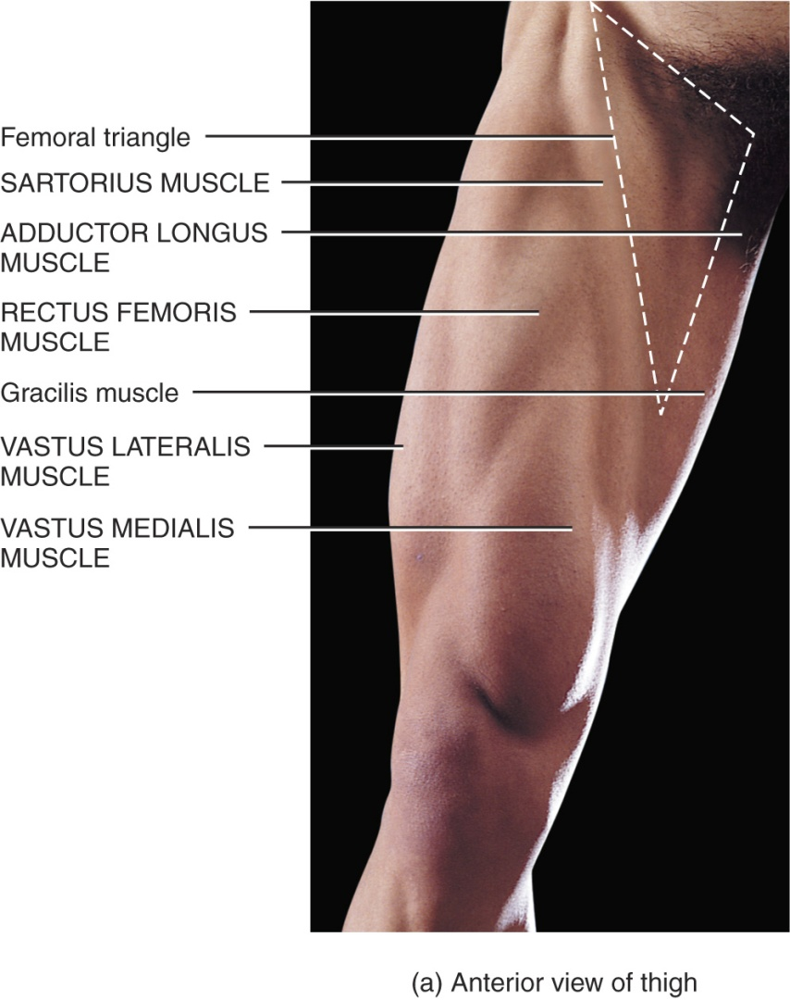 Femoral triangle
SARTORIUS MUSCLE
ADDUCTOR LONGUS
MUSCLE
RECTUS FEMORIS
MUSCLE
Gracilis muscle
VASTUS LATERALIS
MUSCLE
VASTUS MEDIALIS
MUSCLE
(a) Anterior view of thigh